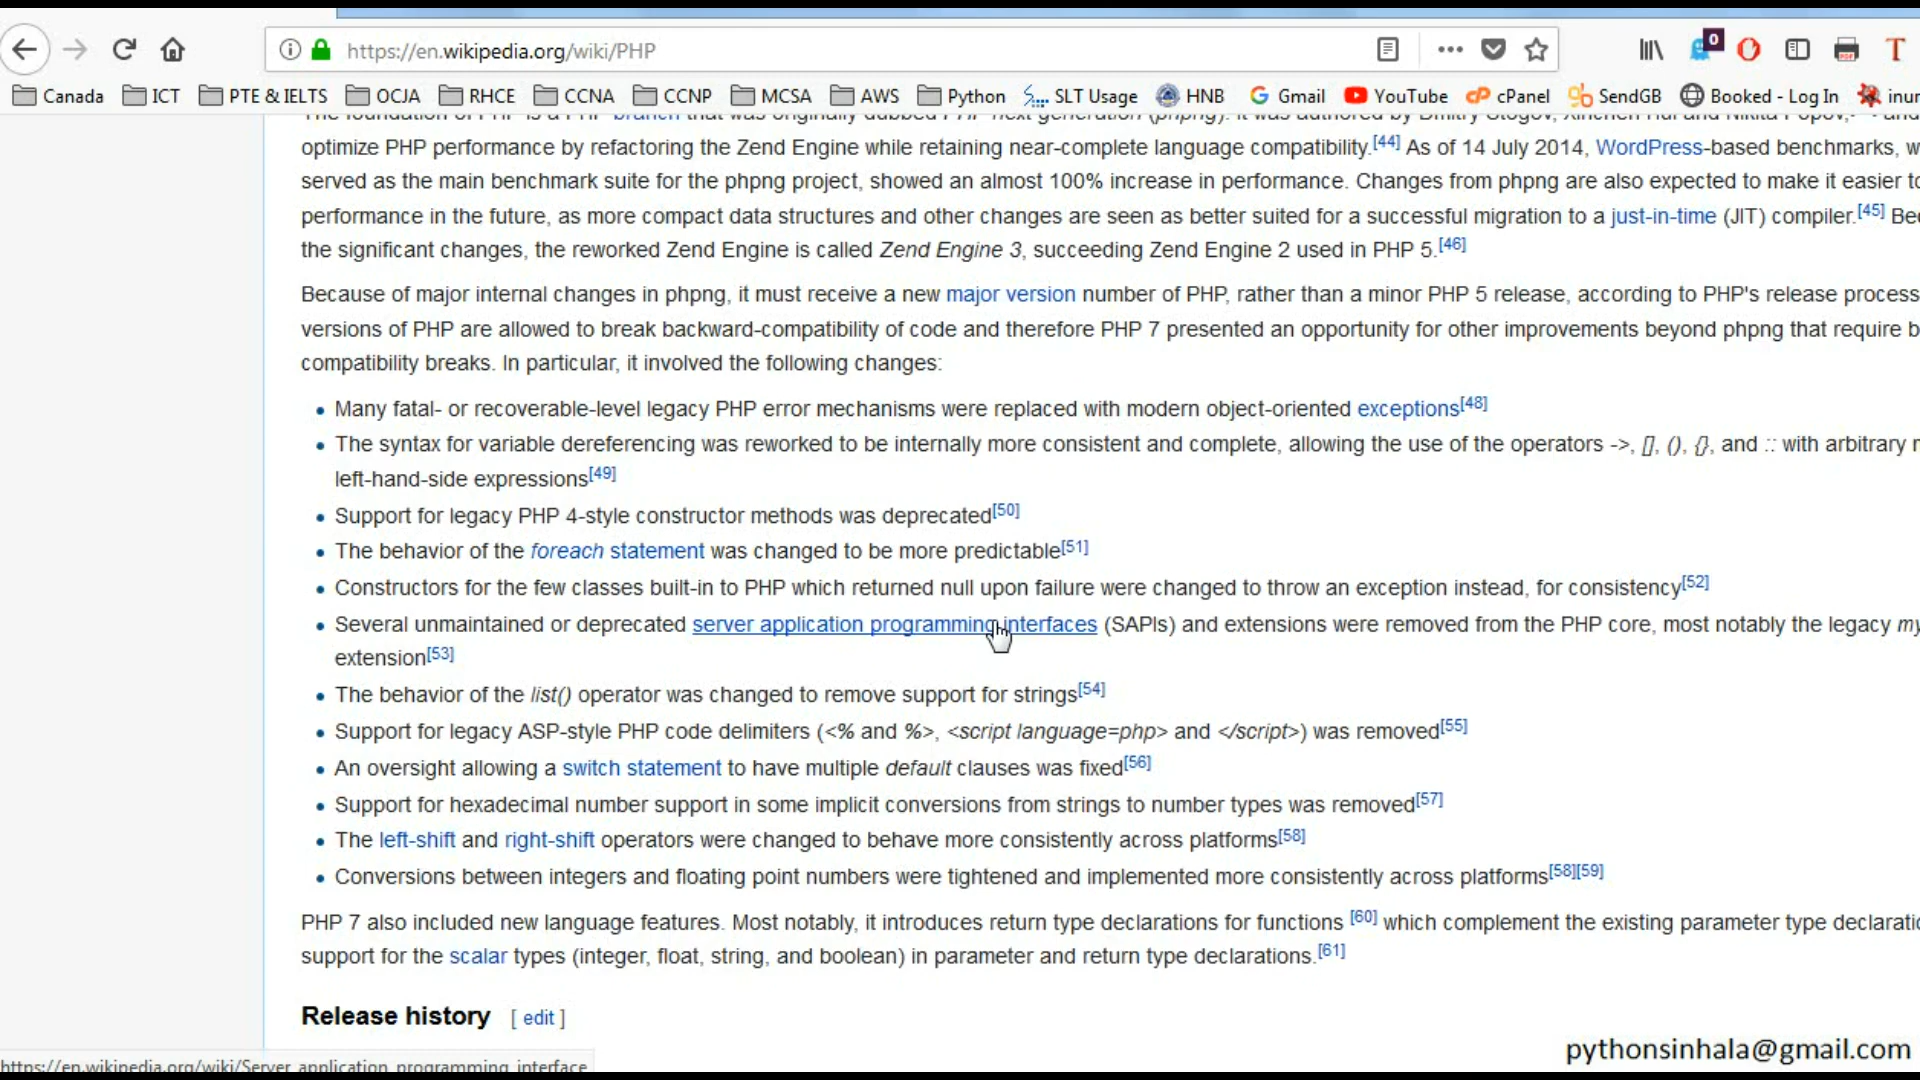 https://en.wikipedia.org/wiki/PHP
0
T
Canada ICT PTE & IELTS OCJA RHCE CCNA CCNP MCSA AWS Python SLT Usage HNB Gmail YouTube cPanel SendGB Booked - Log In inur
The foundation of PHP is a PHP branch that was originally dubbed PHP next generation (phpng). It was authored by Dmitry Stogov, Xinchen Hui and Nikita Popov, and
optimize PHP performance by refactoring the Zend Engine while retaining near-complete language compatibility.[44] As of 14 July 2014, WordPress-based benchmarks, w
served as the main benchmark suite for the phpng project, showed an almost 100% increase in performance. Changes from phpng are also expected to make it easier to
performance in the future, as more compact data structures and other changes are seen as better suited for a successful migration to a just-in-time (JIT) compiler.[45] Bec
the significant changes, the reworked Zend Engine is called Zend Engine 3, succeeding Zend Engine 2 used in PHP 5.[46]
Because of major internal changes in phpng, it must receive a new major version number of PHP, rather than a minor PHP 5 release, according to PHP's release process
versions of PHP are allowed to break backward-compatibility of code and therefore PHP 7 presented an opportunity for other improvements beyond phpng that require b
compatibility breaks. In particular, it involved the following changes:
• Many fatal- or recoverable-level legacy PHP error mechanisms were replaced with modern object-oriented exceptions[48]
• The syntax for variable dereferencing was reworked to be internally more consistent and complete, allowing the use of the operators ->, [], (), {}, and :: with arbitrary
left-hand-side expressions[49]
• Support for legacy PHP 4-style constructor methods was deprecated[50]
• The behavior of the foreach statement was changed to be more predictable[51]
• Constructors for the few classes built-in to PHP which returned null upon failure were changed to throw an exception instead, for consistency[52]
• Several unmaintained or deprecated server application programming interfaces (SAPIs) and extensions were removed from the PHP core, most notably the legacy my
extension[53]
• The behavior of the list() operator was changed to remove support for strings[54]
• Support for legacy ASP-style PHP code delimiters (<% and %>, <script language=php> and </script>) was removed[55]
• An oversight allowing a switch statement to have multiple default clauses was fixed[56]
• Support for hexadecimal number support in some implicit conversions from strings to number types was removed[57]
• The left-shift and right-shift operators were changed to behave more consistently across platforms[58]
• Conversions between integers and floating point numbers were tightened and implemented more consistently across platforms[58][59]
PHP 7 also included new language features. Most notably, it introduces return type declarations for functions [60] which complement the existing parameter type declaratio
support for the scalar types (integer, float, string, and boolean) in parameter and return type declarations.[61]
Release history [ edit ]
pythonsinhala@gmail.com
https://en.wikipedia.org/wiki/Server_application_programming_interface